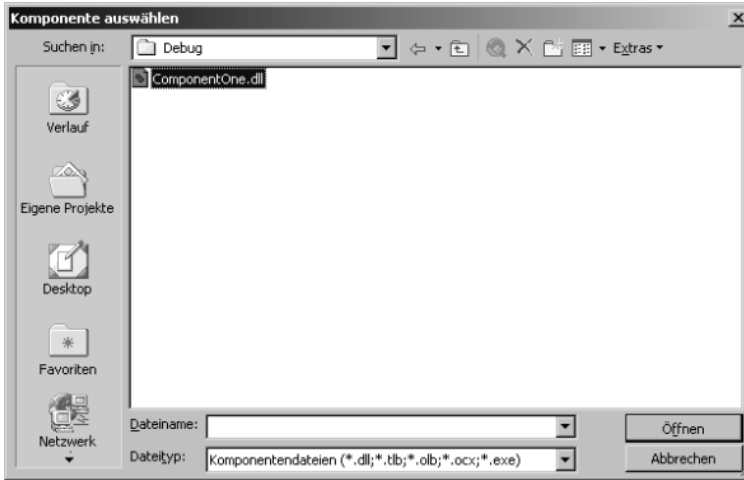 Komponente auswählen
Suchen in: Debug Extras
ComponentOne.dll
Verlauf
Eigene Projekte
Desktop
Favoriten
Netzwerk
Dateiname: Öffnen
Dateityp: Komponentendateien (*.dll;*.tlb;*.olb;*.ocx;*.exe) Abbrechen